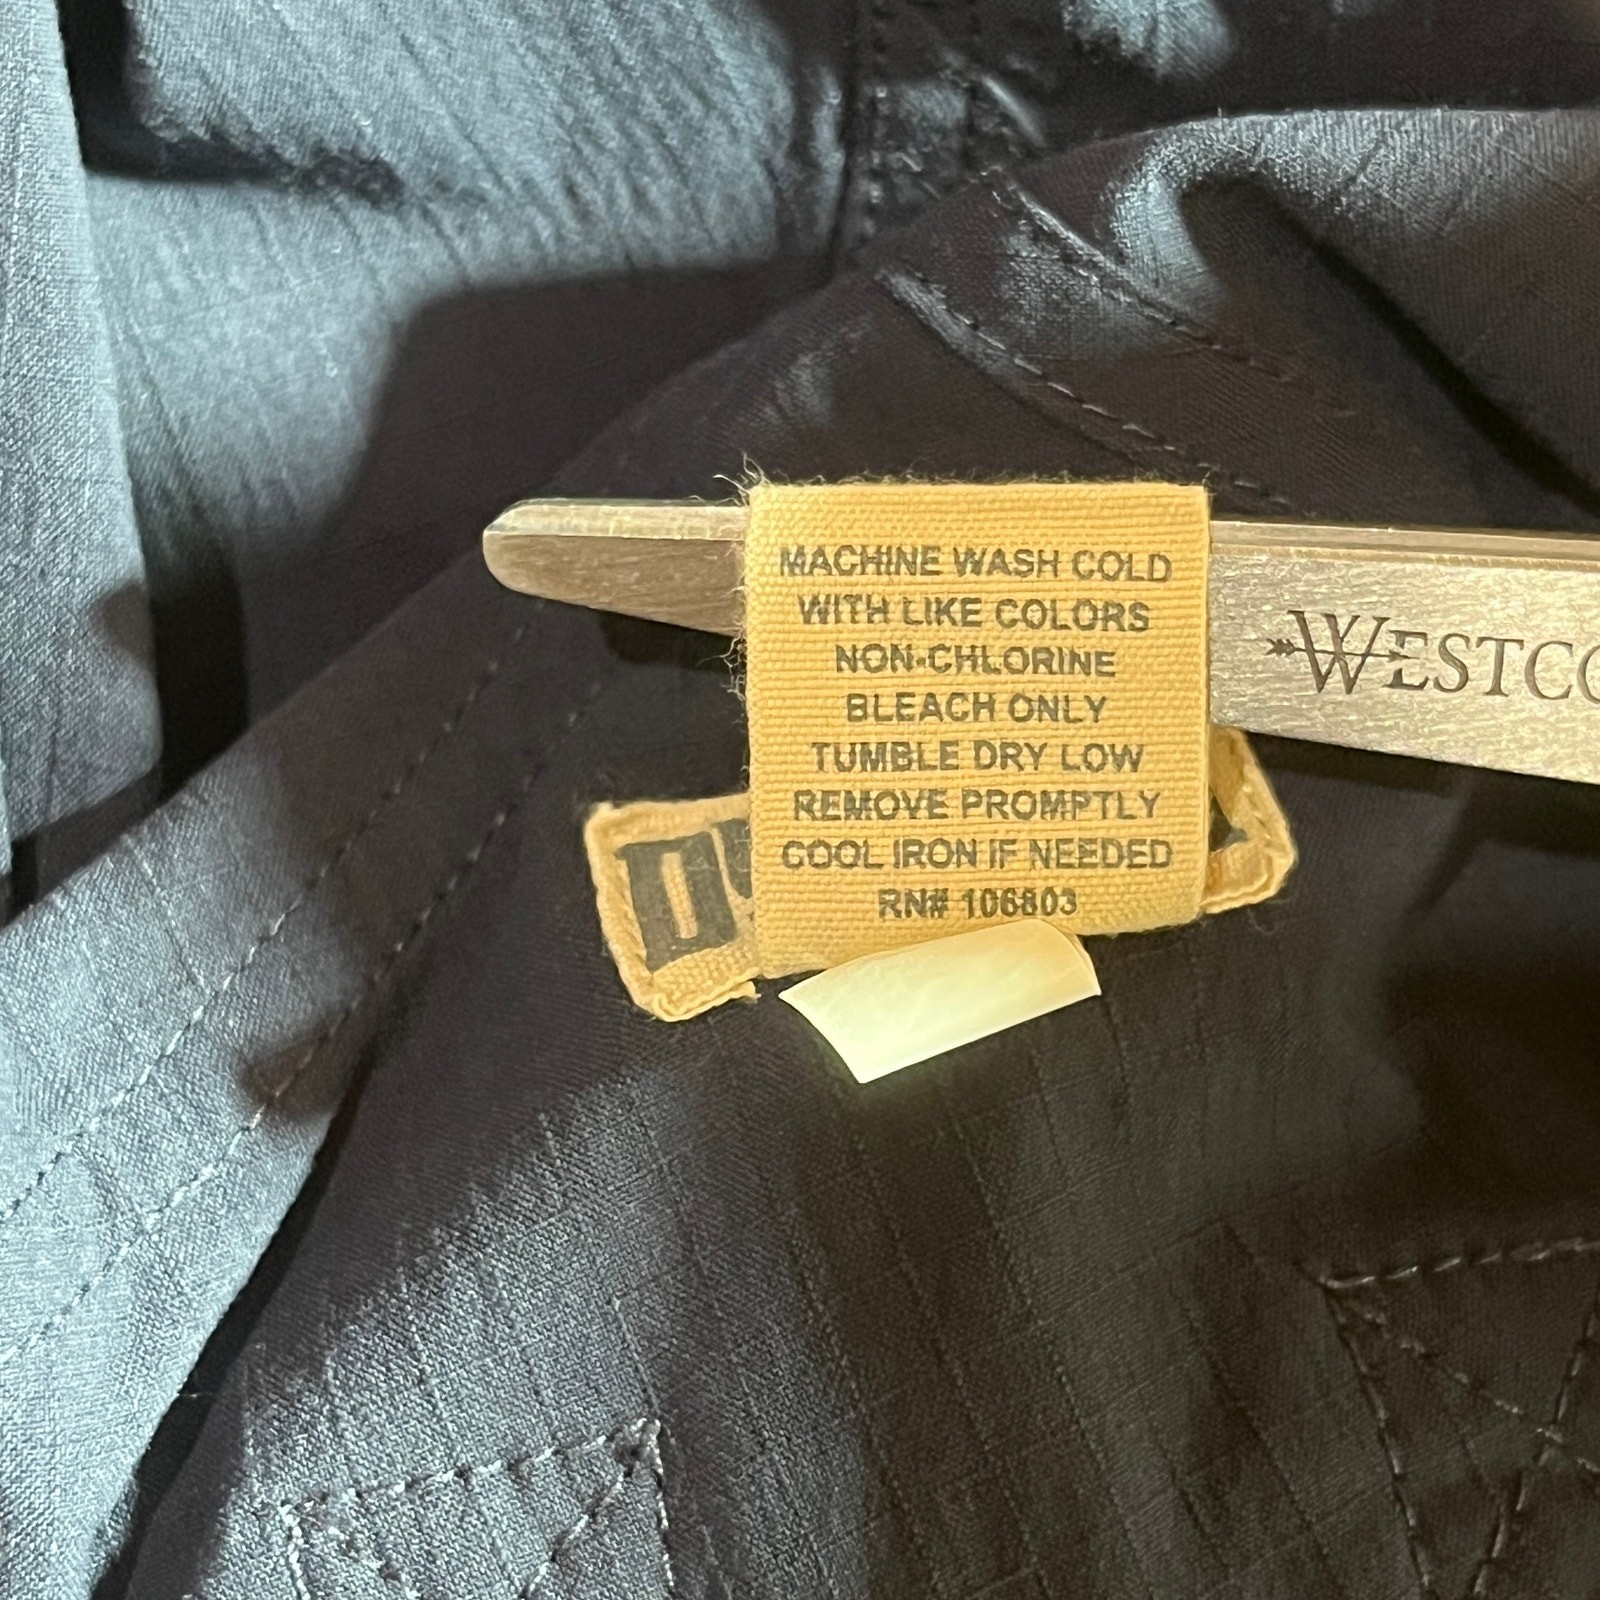 MACHINE WASH COLD
WITH LIKE COLORS
NON-CHLORINE
BLEACH ONLY
TUMBLE DRY LOW
REMOVE PROMPTLY
COOL IRON IF NEEDED
RN# 106803
WESTCO